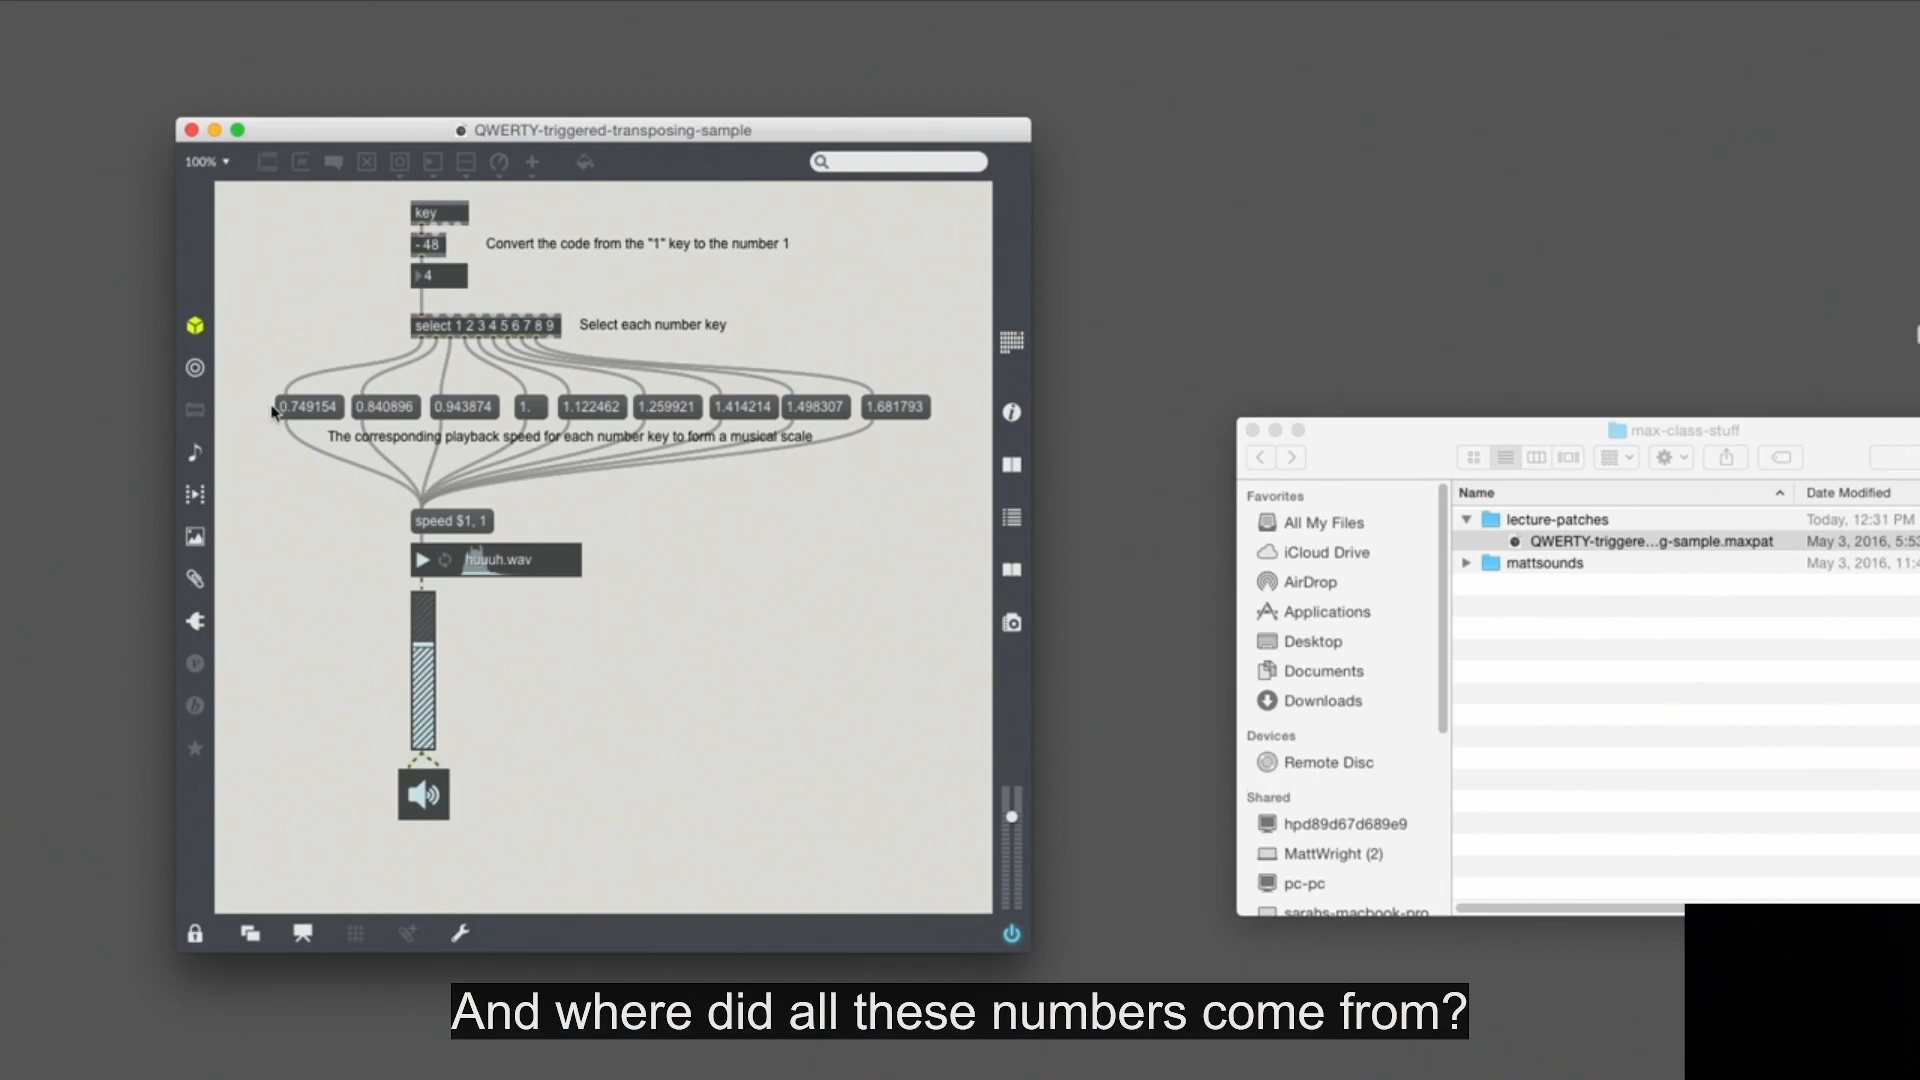 QWERTY-triggered-transposing-sample
100%
key
- 48
Convert the code from the "1" key to the number 1
4
select 1 2 3 4 5 6 7 8 9
Select each number key
0.749154 0.840896 0.943874 1. 1.122462 1.259921 1.414214 1.498307 1.681793
The corresponding playback speed for each number key to form a musical scale
speed $1, 1
huuuh.wav
max-class-stuff
Favorites
All My Files
iCloud Drive
AirDrop
Applications
Desktop
Documents
Downloads
Devices
Remote Disc
Shared
hpd89d67d689e9
MattWright (2)
pc-pc
sarahs-macbook-pro
Name Date Modified
lecture-patches Today, 12:31 PM
QWERTY-triggere...g-sample.maxpat May 3, 2016, 5:53
mattsounds May 3, 2016, 11:4
And where did all these numbers come from?